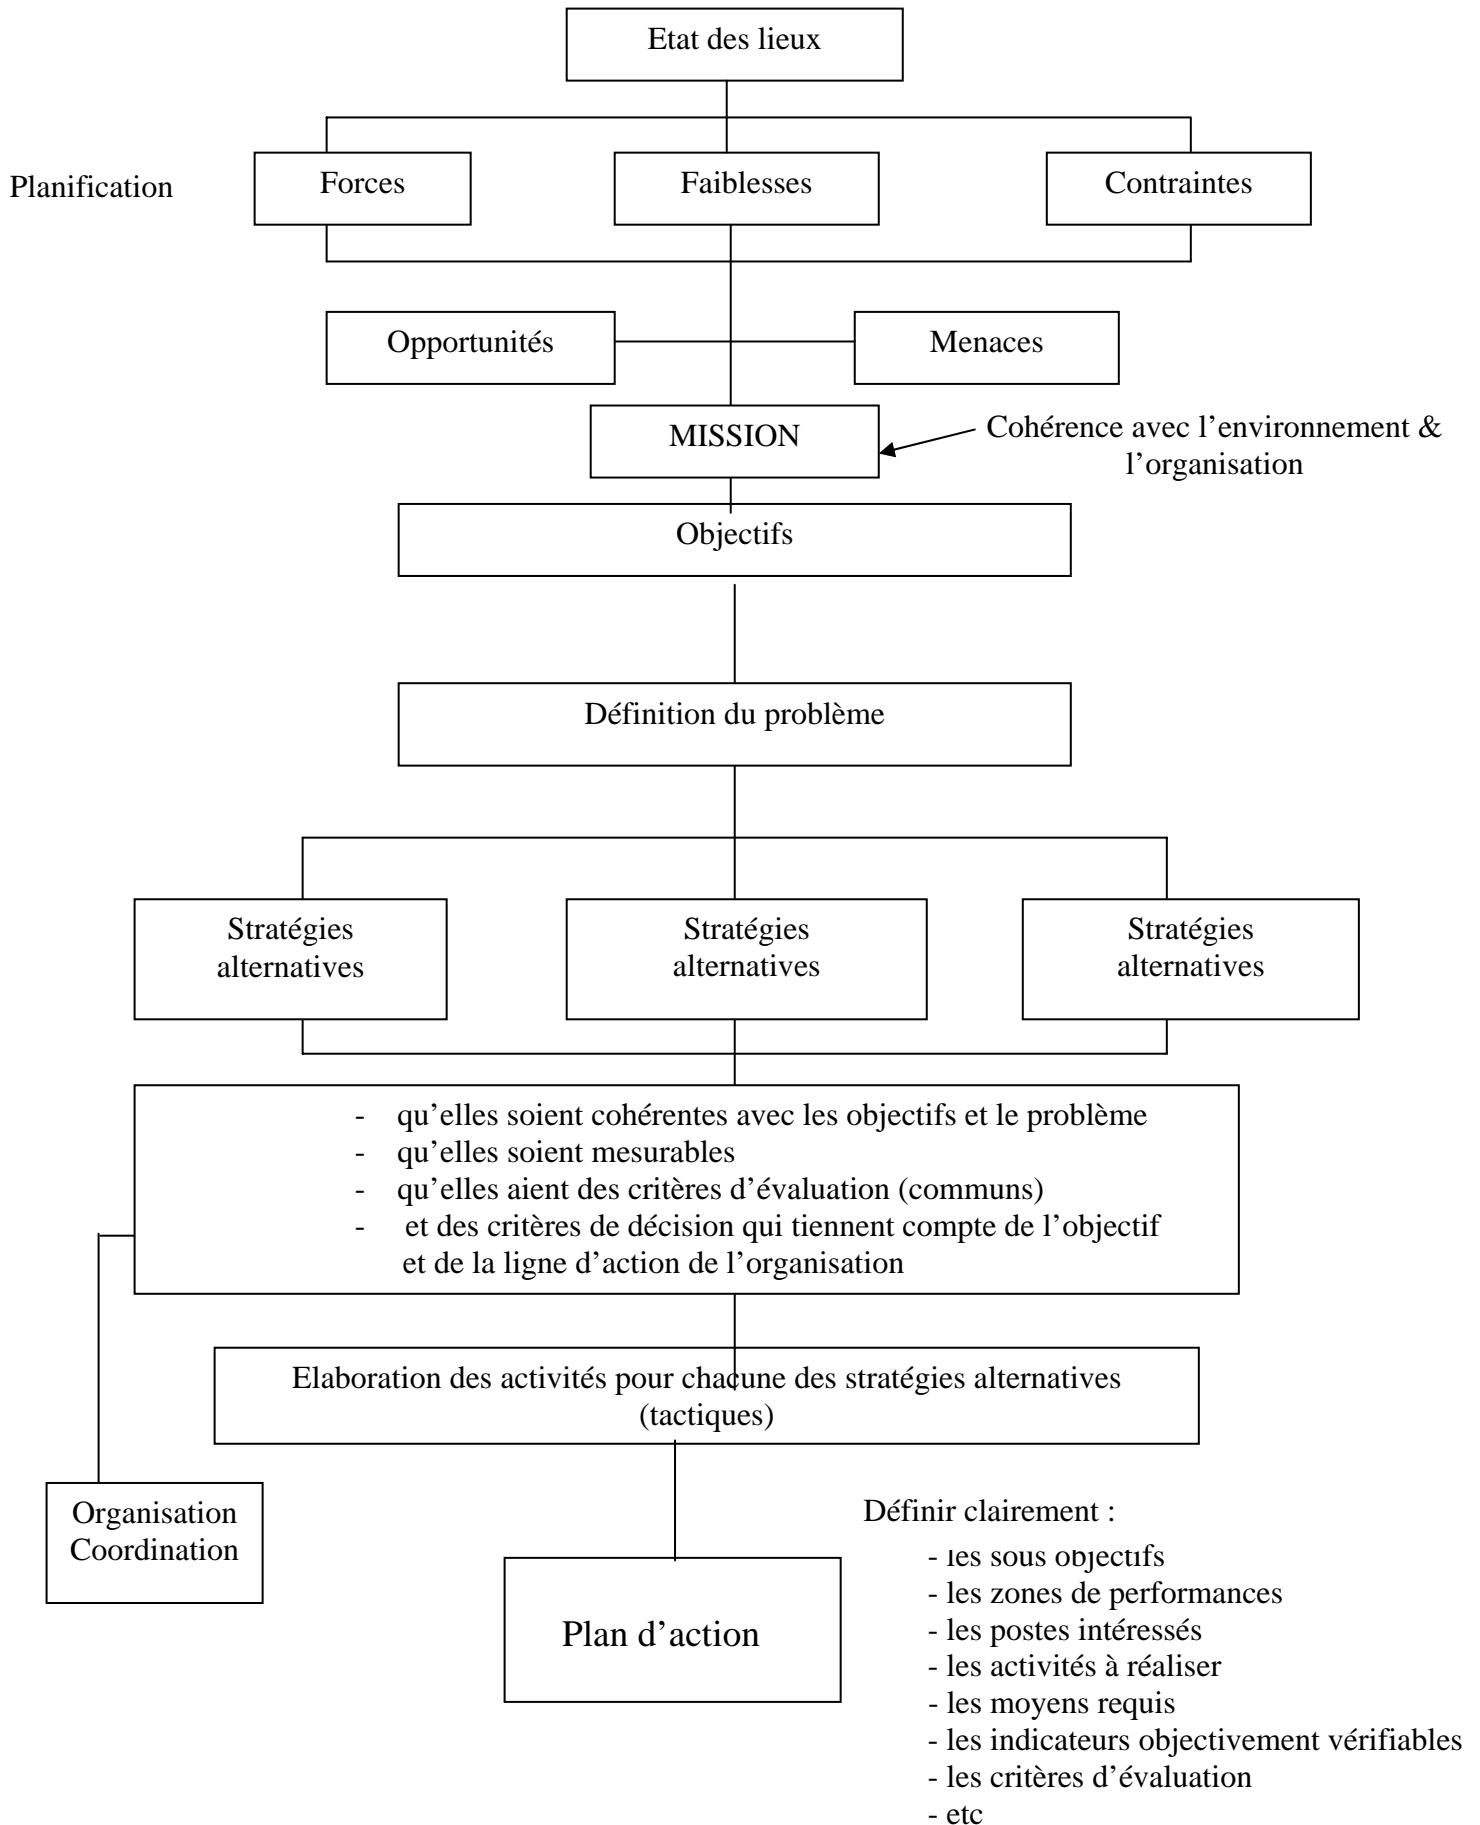 Etat des lieux
Planification
Forces
Faiblesses
Contraintes
Opportunités
Menaces
MISSION
Cohérence avec l’environnement &
l’organisation
Objectifs
Définition du problème
Stratégies
alternatives
Stratégies
alternatives
Stratégies
alternatives
- qu’elles soient cohérentes avec les objectifs et le problème
- qu’elles soient mesurables
- qu’elles aient des critères d’évaluation (communs)
- et des critères de décision qui tiennent compte de l’objectif
et de la ligne d’action de l’organisation
Elaboration des activités pour chacune des stratégies alternatives
(tactiques)
Organisation
Coordination
Plan d’action
Définir clairement :
- les sous objectifs
- les zones de performances
- les postes intéressés
- les activités à réaliser
- les moyens requis
- les indicateurs objectivement vérifiables
- les critères d’évaluation
- etc